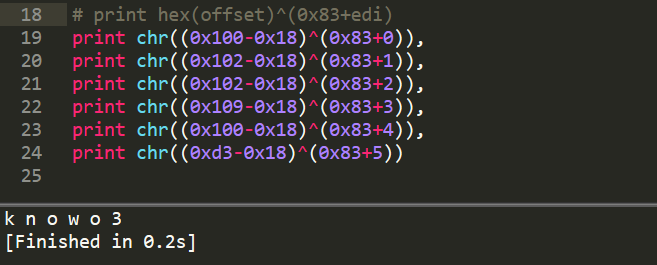 18 # print hex(offset)^(0x83+edi)
19 print chr((0x100-0x18)^(0x83+0)),
20 print chr((0x102-0x18)^(0x83+1)),
21 print chr((0x102-0x18)^(0x83+2)),
22 print chr((0x109-0x18)^(0x83+3)),
23 print chr((0x100-0x18)^(0x83+4)),
24 print chr((0xd3-0x18)^(0x83+5))
25
k n o w o 3
[Finished in 0.2s]